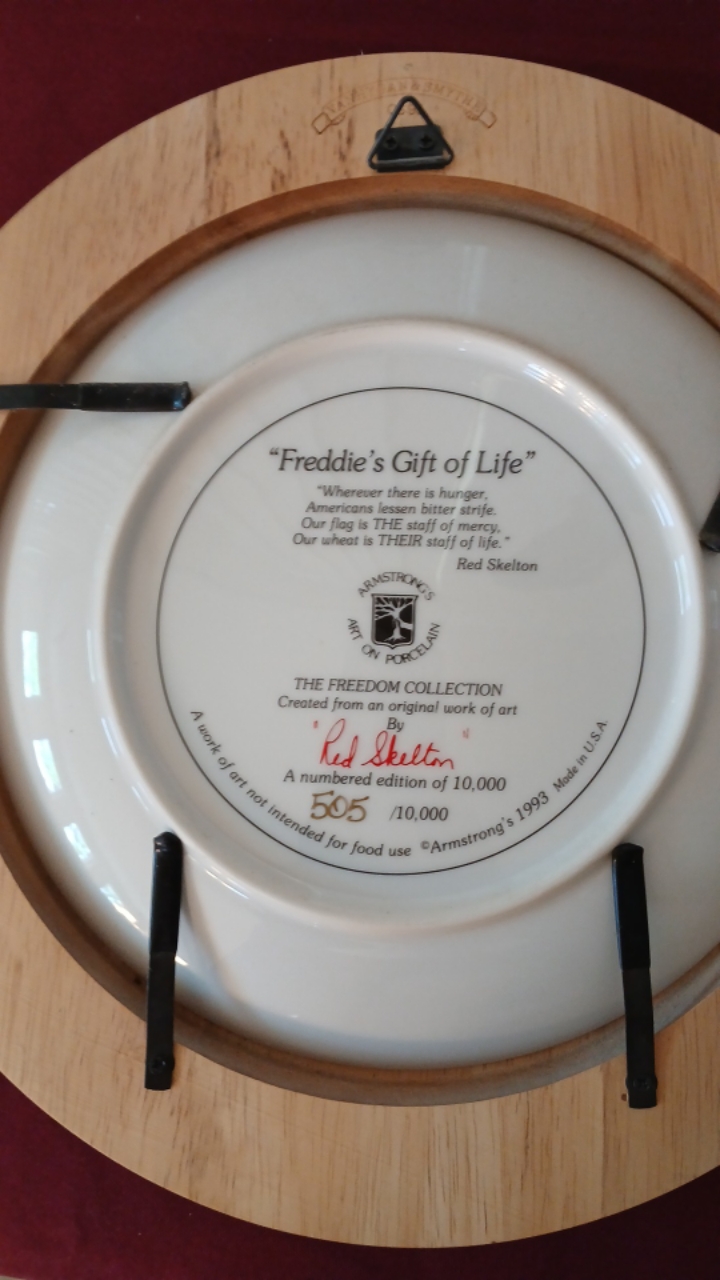 “Freddie’s Gift of Life”
“Wherever there is hunger,
Americans lessen bitter strife.
Our flag is THE staff of mercy,
Our wheat is THEIR staff of life.”
Red Skelton
ARMSTRONG'S
ART ON PORCELAIN
THE FREEDOM COLLECTION
Created from an original work of art
By
"Red Skelton"
A numbered edition of 10,000
505 /10,000
A work of art not intended for food use ©Armstrong's 1993 Made in U.S.A.